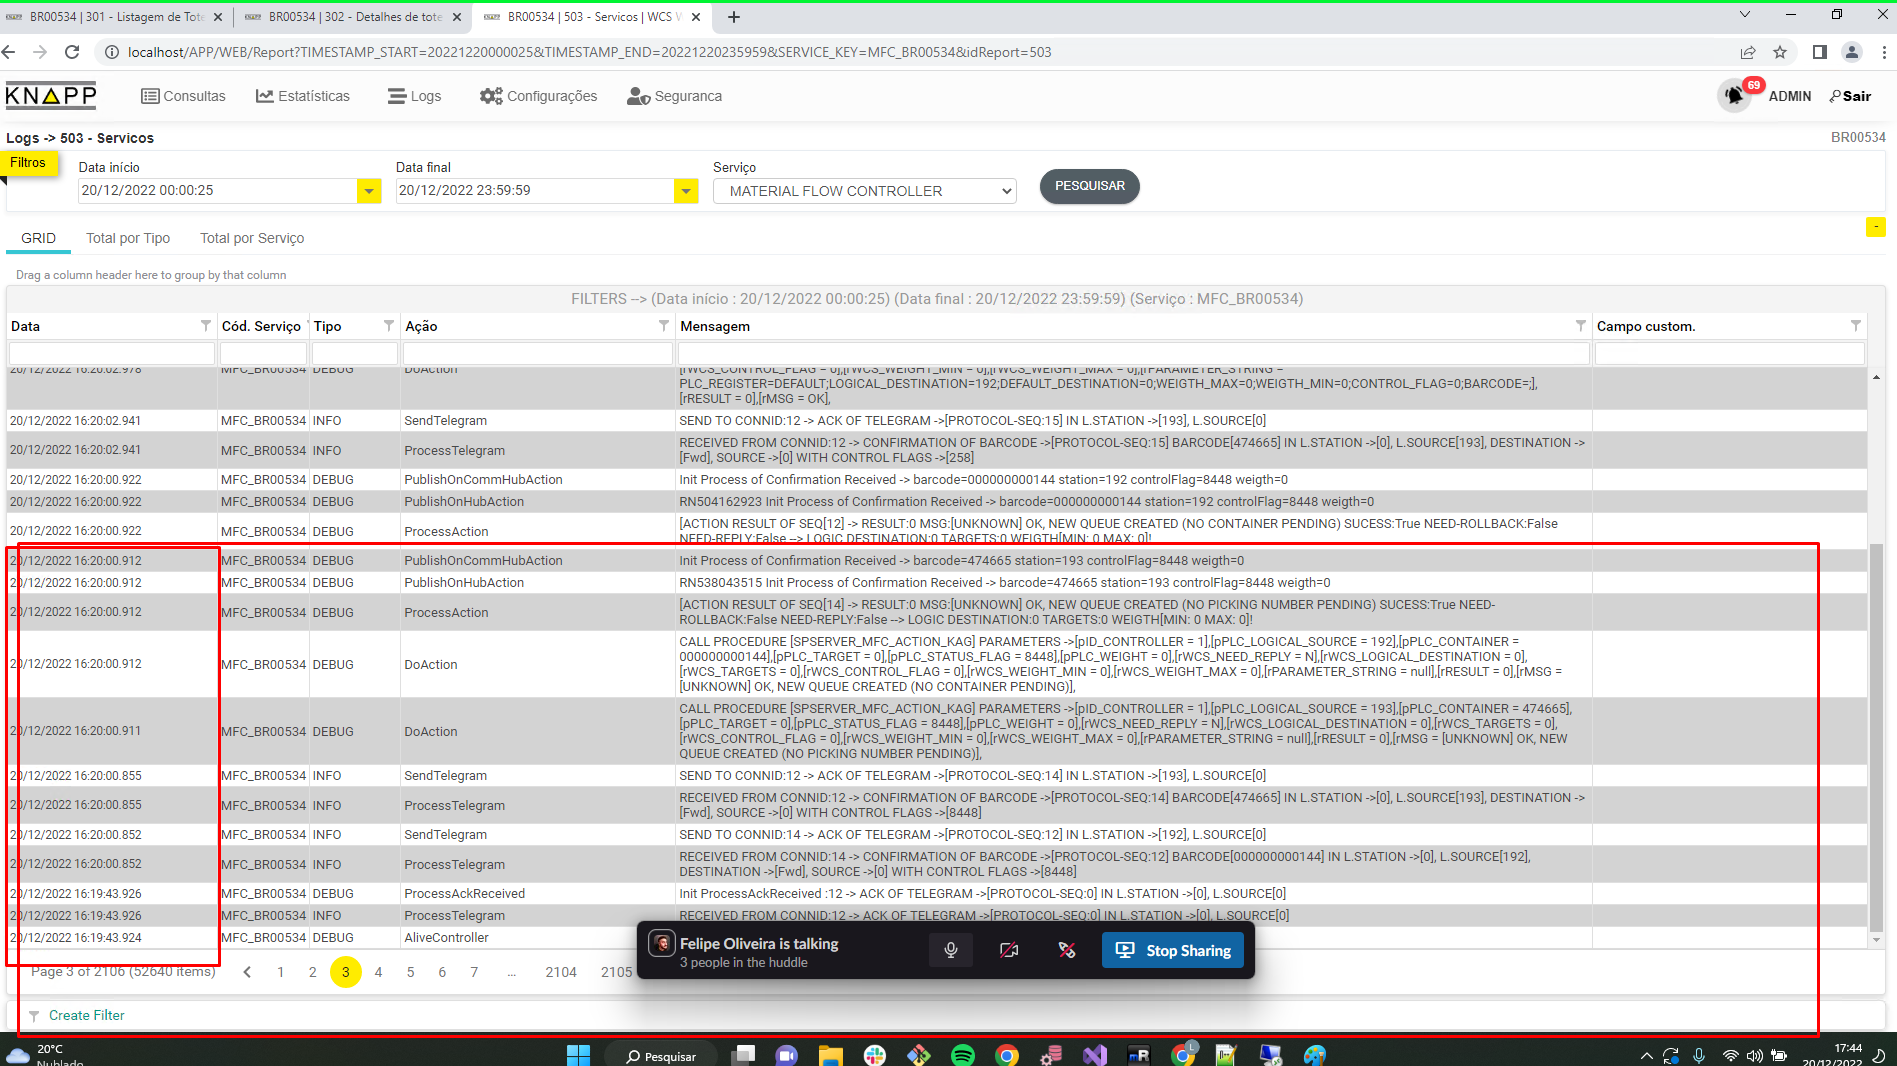 BR00534 | 301 - Listagem de Tote
BR00534 | 302 - Detalhes de tote
BR00534 | 503 - Servicos | WCS W
localhost/APP/WEB/Report?TIMESTAMP_START=20221220000025&TIMESTAMP_END=20221220235959&SERVICE_KEY=MFC_BR00534&idReport=503
KNAPP
Consultas
Estatísticas
Logs
Configurações
Seguranca
69
ADMIN
Sair
Logs -> 503 - Servicos
BR00534
Filtros
Data início
Data final
Serviço
20/12/2022 00:00:25
20/12/2022 23:59:59
MATERIAL FLOW CONTROLLER
PESQUISAR
GRID
Total por Tipo
Total por Serviço
-
Drag a column header here to group by that column
FILTERS --> (Data início : 20/12/2022 00:00:25) (Data final : 20/12/2022 23:59:59) (Serviço : MFC_BR00534)
Data
Cód. Serviço
Tipo
Ação
Mensagem
Campo custom.
20/12/2022 16:20:02.978 MFC_BR00534 DEBUG DoAction [rWCS_CONTROL_FLAG = 0],[rWCS_WEIGHT_MIN = 0],[rWCS_WEIGHT_MAX = 0],[rPARAMETER_STRING =
PLC_REGISTER=DEFAULT;LOGICAL_DESTINATION=192;DEFAULT_DESTINATION=0;WEIGTH_MAX=0;WEIGTH_MIN=0;CONTROL_FLAG=0;BARCODE=;],
[rRESULT = 0],[rMSG = OK],
20/12/2022 16:20:02.941 MFC_BR00534 INFO SendTelegram SEND TO CONNID:12 -> ACK OF TELEGRAM ->[PROTOCOL-SEQ:15] IN L.STATION ->[193], L.SOURCE[0]
20/12/2022 16:20:02.941 MFC_BR00534 INFO ProcessTelegram RECEIVED FROM CONNID:12 -> CONFIRMATION OF BARCODE ->[PROTOCOL-SEQ:15] BARCODE[474665] IN L.STATION ->[0], L.SOURCE[193], DESTINATION ->
[Fwd], SOURCE ->[0] WITH CONTROL FLAGS ->[258]
20/12/2022 16:20:00.922 MFC_BR00534 DEBUG PublishOnCommHubAction Init Process of Confirmation Received -> barcode=000000000144 station=192 controlFlag=8448 weigth=0
20/12/2022 16:20:00.922 MFC_BR00534 DEBUG PublishOnHubAction RN504162923 Init Process of Confirmation Received -> barcode=000000000144 station=192 controlFlag=8448 weigth=0
20/12/2022 16:20:00.922 MFC_BR00534 DEBUG ProcessAction [ACTION RESULT OF SEQ[12] -> RESULT:0 MSG:[UNKNOWN] OK, NEW QUEUE CREATED (NO CONTAINER PENDING) SUCESS:True NEED-ROLLBACK:False
NEED-REPLY:False --> LOGIC DESTINATION:0 TARGETS:0 WEIGTH[MIN: 0 MAX: 0]!
20/12/2022 16:20:00.912 MFC_BR00534 DEBUG PublishOnCommHubAction Init Process of Confirmation Received -> barcode=474665 station=193 controlFlag=8448 weigth=0
20/12/2022 16:20:00.912 MFC_BR00534 DEBUG PublishOnHubAction RN538043515 Init Process of Confirmation Received -> barcode=474665 station=193 controlFlag=8448 weigth=0
20/12/2022 16:20:00.912 MFC_BR00534 DEBUG ProcessAction [ACTION RESULT OF SEQ[14] -> RESULT:0 MSG:[UNKNOWN] OK, NEW QUEUE CREATED (NO PICKING NUMBER PENDING) SUCESS:True NEED-
ROLLBACK:False NEED-REPLY:False --> LOGIC DESTINATION:0 TARGETS:0 WEIGTH[MIN: 0 MAX: 0]!
20/12/2022 16:20:00.912 MFC_BR00534 DEBUG DoAction CALL PROCEDURE [SPSERVER_MFC_ACTION_KAG] PARAMETERS ->[pID_CONTROLLER = 1],[pPLC_LOGICAL_SOURCE = 192],[pPLC_CONTAINER =
000000000144],[pPLC_TARGET = 0],[pPLC_STATUS_FLAG = 8448],[pPLC_WEIGHT = 0],[rWCS_NEED_REPLY = N],[rWCS_LOGICAL_DESTINATION = 0],
[rWCS_TARGETS = 0],[rWCS_CONTROL_FLAG = 0],[rWCS_WEIGHT_MIN = 0],[rWCS_WEIGHT_MAX = 0],[rPARAMETER_STRING = null],[rRESULT = 0],[rMSG =
[UNKNOWN] OK, NEW QUEUE CREATED (NO CONTAINER PENDING)],
20/12/2022 16:20:00.911 MFC_BR00534 DEBUG DoAction CALL PROCEDURE [SPSERVER_MFC_ACTION_KAG] PARAMETERS ->[pID_CONTROLLER = 1],[pPLC_LOGICAL_SOURCE = 193],[pPLC_CONTAINER = 474665],
[pPLC_TARGET = 0],[pPLC_STATUS_FLAG = 8448],[pPLC_WEIGHT = 0],[rWCS_NEED_REPLY = N],[rWCS_LOGICAL_DESTINATION = 0],[rWCS_TARGETS = 0],
[rWCS_CONTROL_FLAG = 0],[rWCS_WEIGHT_MIN = 0],[rWCS_WEIGHT_MAX = 0],[rPARAMETER_STRING = null],[rRESULT = 0],[rMSG = [UNKNOWN] OK, NEW
QUEUE CREATED (NO PICKING NUMBER PENDING)],
20/12/2022 16:20:00.855 MFC_BR00534 INFO SendTelegram SEND TO CONNID:12 -> ACK OF TELEGRAM ->[PROTOCOL-SEQ:14] IN L.STATION ->[193], L.SOURCE[0]
20/12/2022 16:20:00.855 MFC_BR00534 INFO ProcessTelegram RECEIVED FROM CONNID:12 -> CONFIRMATION OF BARCODE ->[PROTOCOL-SEQ:14] BARCODE[474665] IN L.STATION ->[0], L.SOURCE[193], DESTINATION ->
[Fwd], SOURCE ->[0] WITH CONTROL FLAGS ->[8448]
20/12/2022 16:20:00.852 MFC_BR00534 INFO SendTelegram SEND TO CONNID:14 -> ACK OF TELEGRAM ->[PROTOCOL-SEQ:12] IN L.STATION ->[192], L.SOURCE[0]
20/12/2022 16:20:00.852 MFC_BR00534 INFO ProcessTelegram RECEIVED FROM CONNID:14 -> CONFIRMATION OF BARCODE ->[PROTOCOL-SEQ:12] BARCODE[000000000144] IN L.STATION ->[0], L.SOURCE[192],
DESTINATION ->[Fwd], SOURCE ->[0] WITH CONTROL FLAGS ->[8448]
20/12/2022 16:19:43.926 MFC_BR00534 DEBUG ProcessAckReceived Init ProcessAckReceived :12 -> ACK OF TELEGRAM ->[PROTOCOL-SEQ:0] IN L.STATION ->[0], L.SOURCE[0]
20/12/2022 16:19:43.926 MFC_BR00534 INFO ProcessTelegram RECEIVED FROM CONNID:12 -> ACK OF TELEGRAM ->[PROTOCOL-SEQ:0] IN L.STATION ->[0], L.SOURCE[0]
20/12/2022 16:19:43.924 MFC_BR00534 DEBUG AliveController
Felipe Oliveira is talking
3 people in the huddle
Stop Sharing
Page 3 of 2106 (52640 items) 1 2 3 4 5 6 7 ... 2104 2105
Create Filter
20°C
Nublado
Pesquisar
17:44
20/12/2022